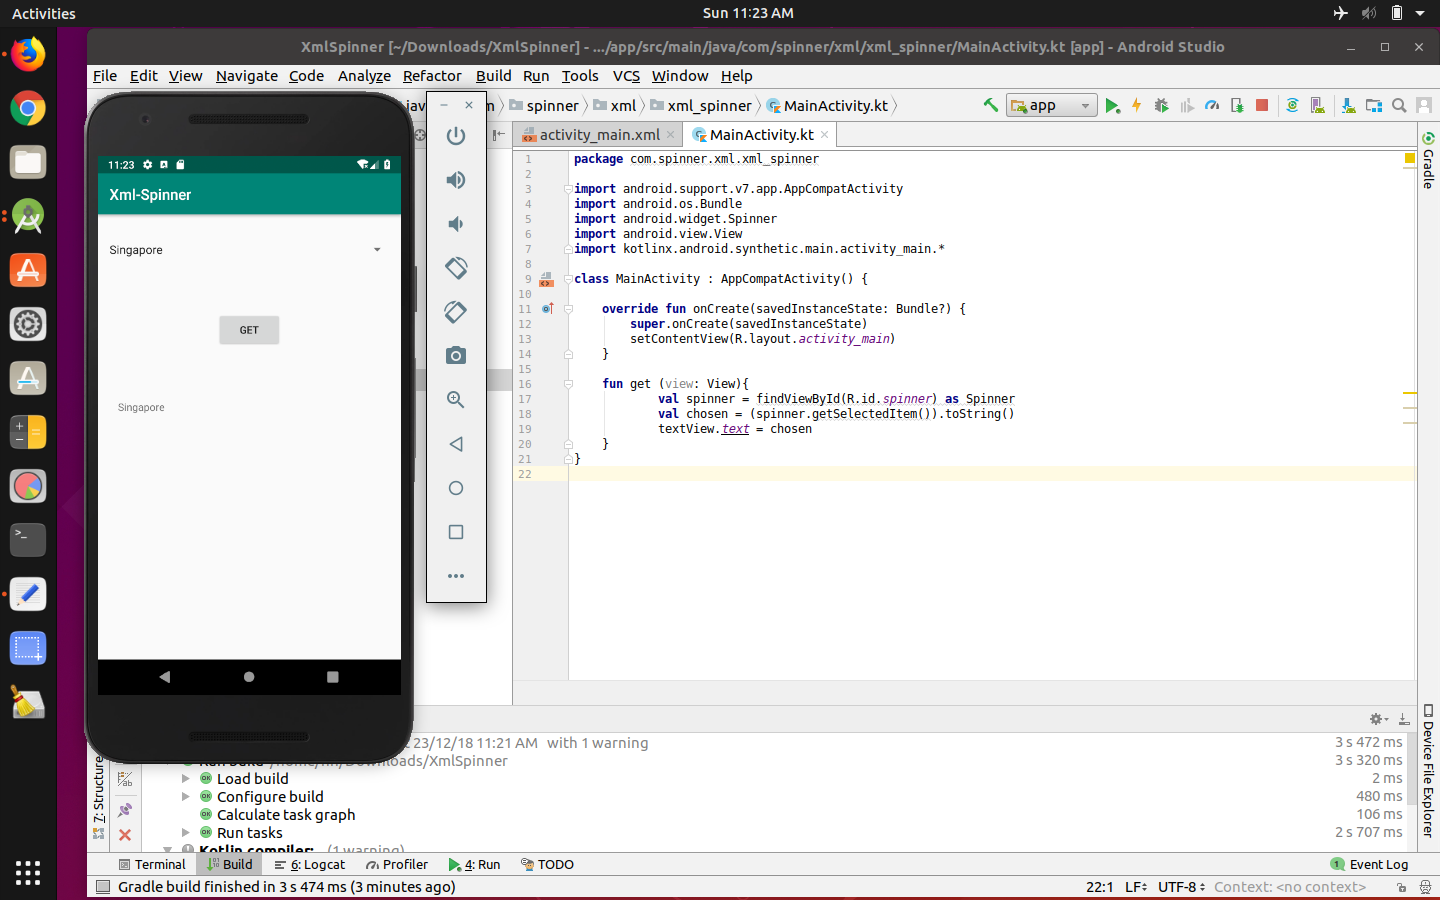 Activities
Sun 11:23 AM
XmlSpinner [~/Downloads/XmlSpinner] - .../app/src/main/java/com/spinner/xml/xml_spinner/MainActivity.kt [app] - Android Studio
File Edit View Navigate Code Analyze Refactor Build Run Tools VCS Window Help
spinner xml xml_spinner MainActivity.kt app
activity_main.xml MainActivity.kt
11:23
Xml-Spinner
Singapore
GET
Singapore
1 package com.spinner.xml.xml_spinner
2
3 import android.support.v7.app.AppCompatActivity
4 import android.os.Bundle
5 import android.widget.Spinner
6 import android.view.View
7 import kotlinx.android.synthetic.main.activity_main.*
8
9 class MainActivity : AppCompatActivity() {
10
11 override fun onCreate(savedInstanceState: Bundle?) {
12 super.onCreate(savedInstanceState)
13 setContentView(R.layout.activity_main)
14 }
15
16 fun get (view: View){
17 val spinner = findViewById(R.id.spinner) as Spinner
18 val chosen = (spinner.getSelectedItem()).toString()
19 textView.text = chosen
20 }
21 }
22
Gradle
Device File Explorer
7: Structure
23/12/18 11:21 AM with 1 warning 3 s 472 ms
/Downloads/XmlSpinner 3 s 320 ms
Load build 2 ms
Configure build 480 ms
Calculate task graph 106 ms
Run tasks 2 s 707 ms
Kotlin compiler: (1 warning)
Terminal Build 6: Logcat Profiler 4: Run TODO 1 Event Log
Gradle build finished in 3 s 474 ms (3 minutes ago) 22:1 LF UTF-8 Context: <no context>